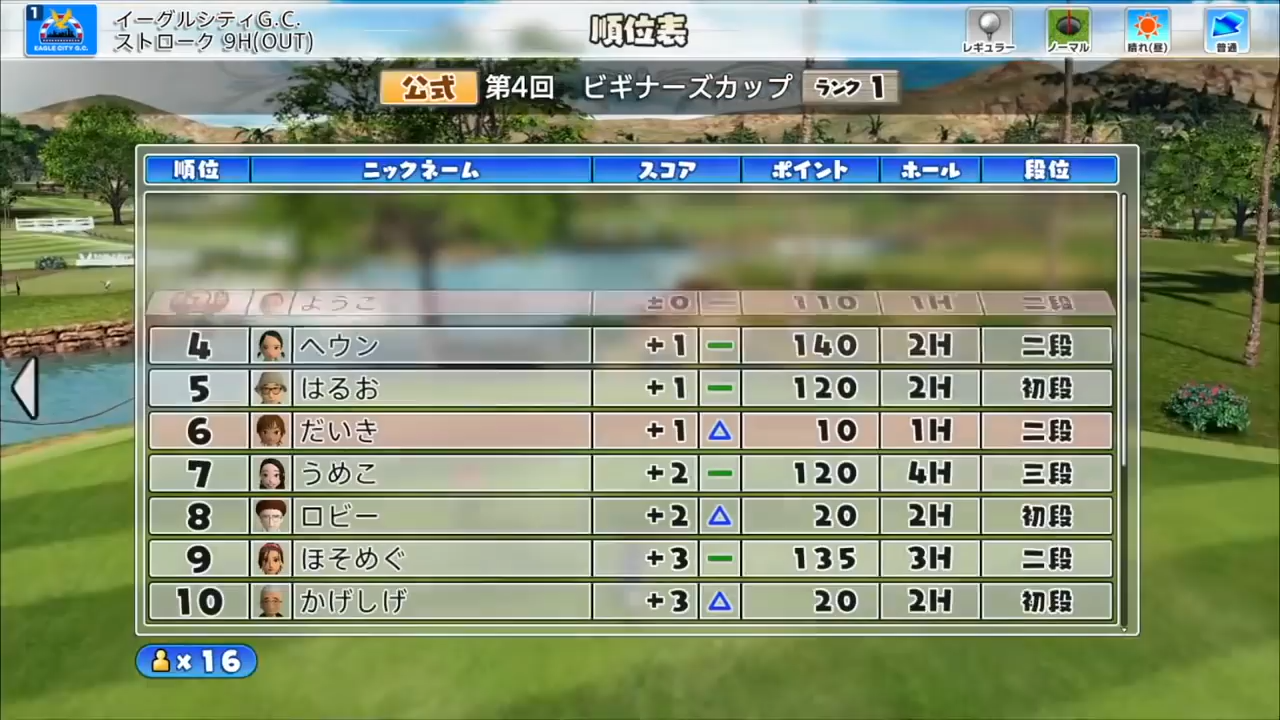 1
EAGLE CITY G.C.
イーグルシティG.C.
ストローク 9H(OUT)
順位表
レギュラー
ノーマル
晴れ(昼)
普通
公式 第4回 ビギナーズカップ ランク 1
順位 ニックネーム スコア ポイント ホール 段位
ようこ ±0 110 1H 二段
4 ヘウン +1 140 2H 二段
5 はるお +1 120 2H 初段
6 だいき +1 △ 10 1H 二段
7 うめこ +2 120 4H 三段
8 ロビー +2 △ 20 2H 初段
9 ほそめぐ +3 135 3H 二段
10 かげしげ +3 △ 20 2H 初段
× 16